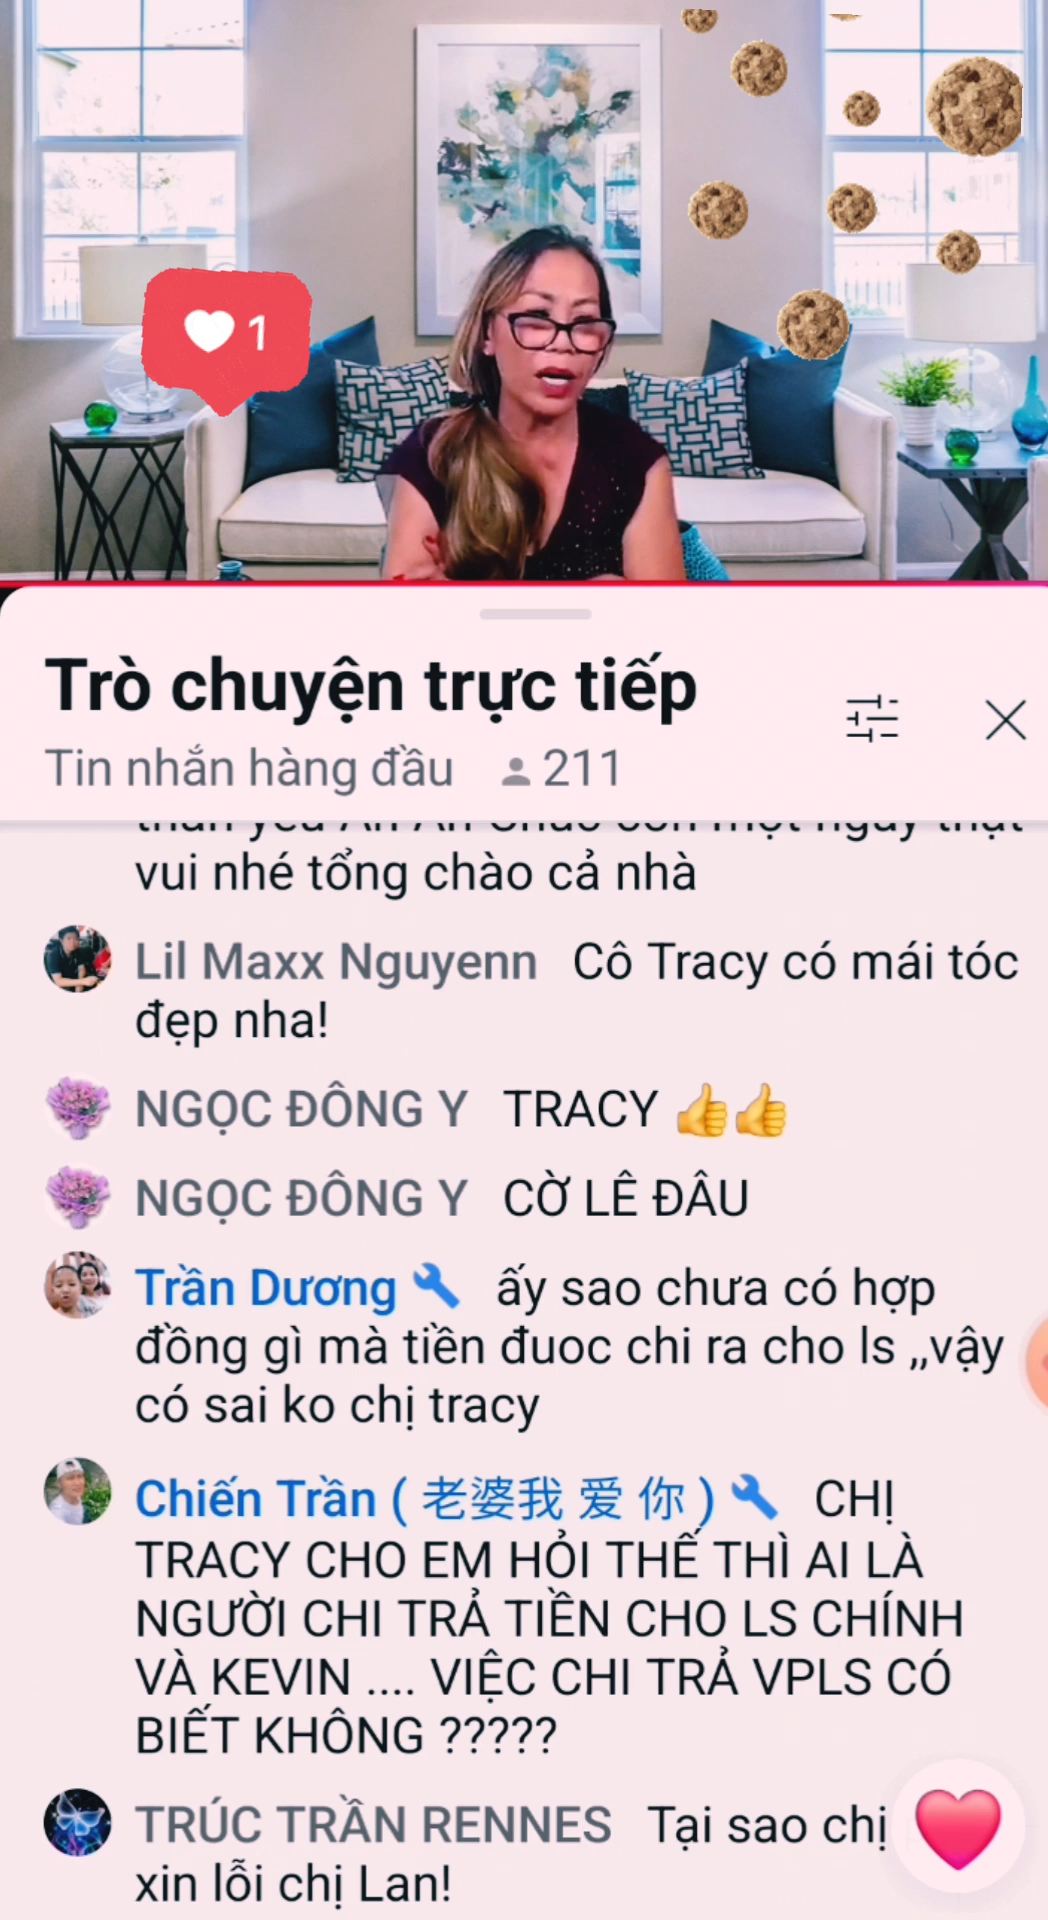 1
Trò chuyện trực tiếp
Tin nhắn hàng đầu 211
vui nhé tổng chào cả nhà
Lil Maxx Nguyenn Cô Tracy có mái tóc
đẹp nha!
NGỌC ĐÔNG Y TRACY 👍👍
NGỌC ĐÔNG Y CỜ LÊ ĐÂU
Trần Dương 🔧 ấy sao chưa có hợp
đồng gì mà tiền đuoc chi ra cho ls ,,vậy
có sai ko chị tracy
Chiến Trần ( 老婆我 爱 你 ) 🔧 CHỊ
TRACY CHO EM HỎI THẾ THÌ AI LÀ
NGƯỜI CHI TRẢ TIỀN CHO LS CHÍNH
VÀ KEVIN .... VIỆC CHI TRẢ VPLS CÓ
BIẾT KHÔNG ?????
TRÚC TRẦN RENNES Tại sao chị
xin lỗi chị Lan!